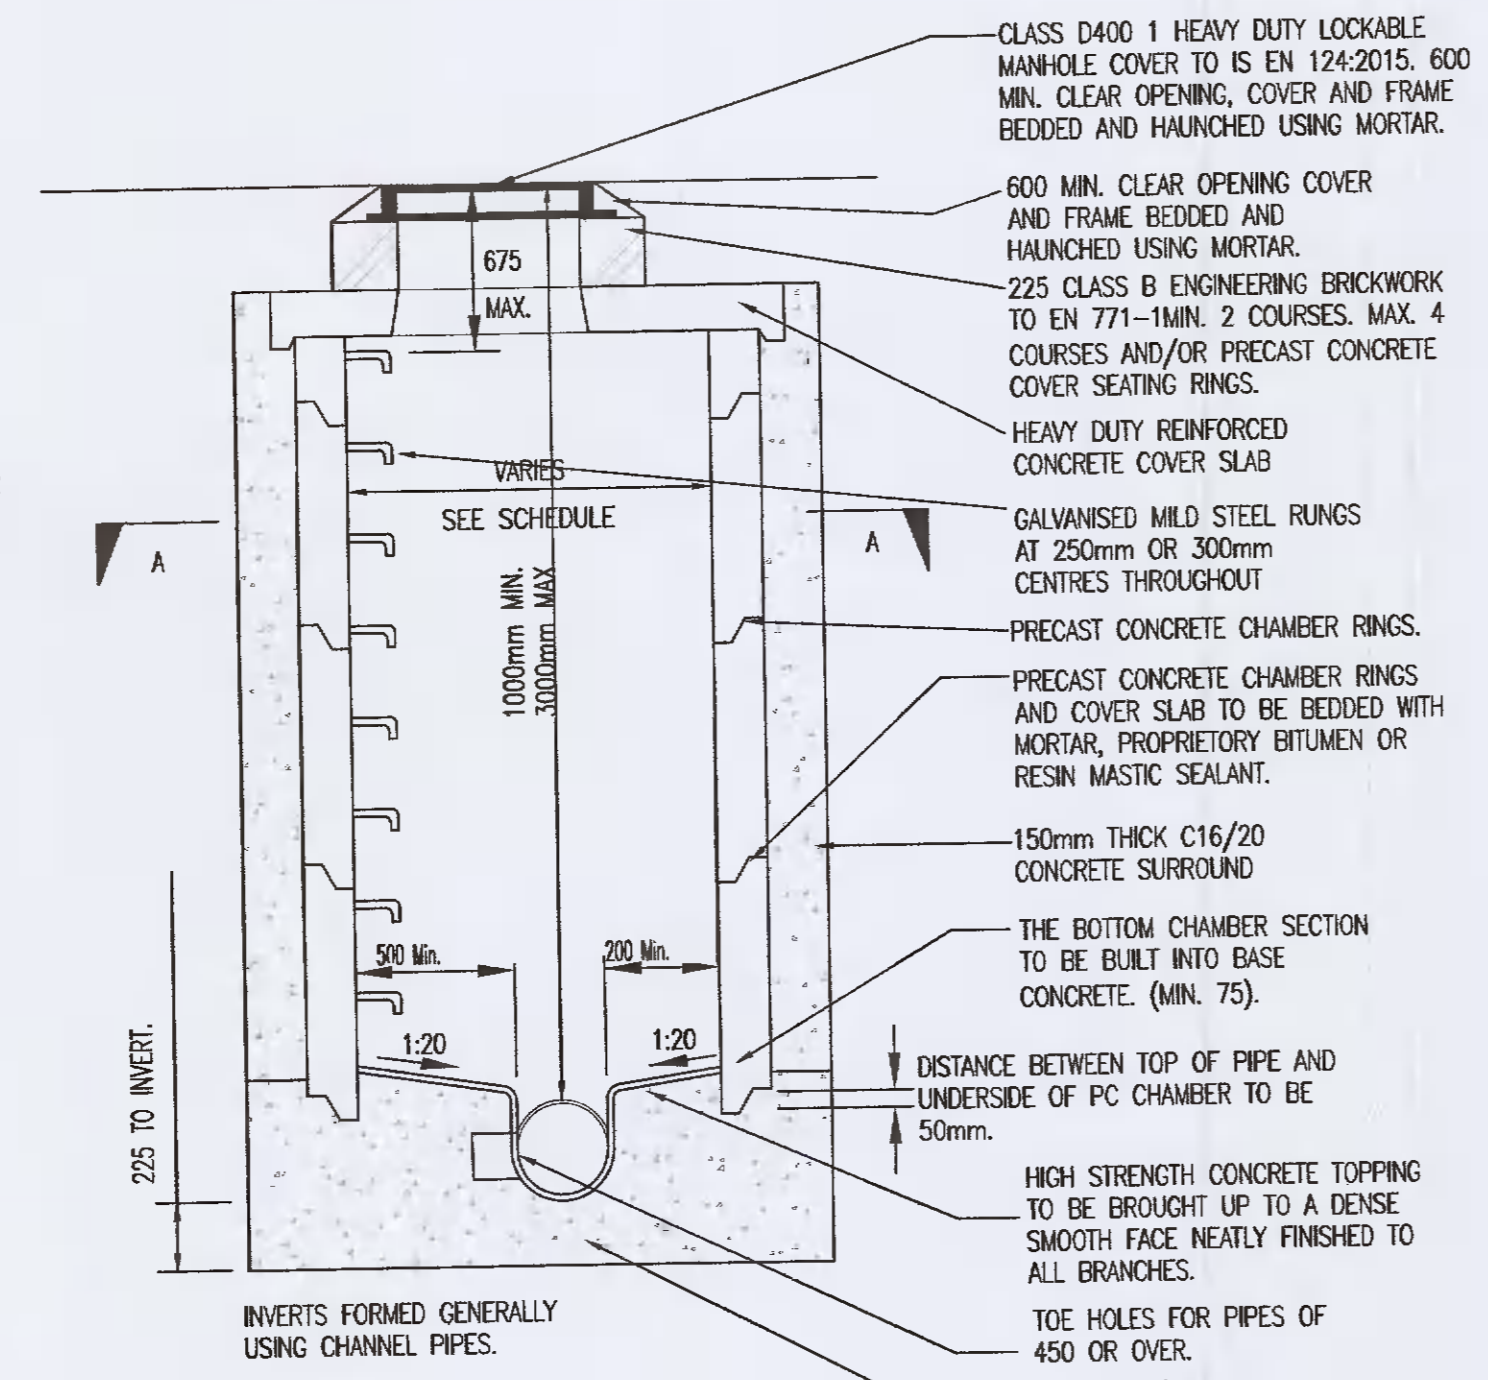 CLASS D400 1 HEAVY DUTY LOCKABLE
MANHOLE COVER TO IS EN 124:2015. 600
MIN. CLEAR OPENING, COVER AND FRAME
BEDDED AND HAUNCHED USING MORTAR.
600 MIN. CLEAR OPENING COVER
AND FRAME BEDDED AND
HAUNCHED USING MORTAR.
225 CLASS B ENGINEERING BRICKWORK
TO EN 771-1MIN. 2 COURSES. MAX. 4
COURSES AND/OR PRECAST CONCRETE
COVER SEATING RINGS.
HEAVY DUTY REINFORCED
CONCRETE COVER SLAB
GALVANISED MILD STEEL RUNGS
AT 250mm OR 300mm
CENTRES THROUGHOUT
PRECAST CONCRETE CHAMBER RINGS.
PRECAST CONCRETE CHAMBER RINGS
AND COVER SLAB TO BE BEDDED WITH
MORTAR, PROPRIETORY BITUMEN OR
RESIN MASTIC SEALANT.
150mm THICK C16/20
CONCRETE SURROUND
THE BOTTOM CHAMBER SECTION
TO BE BUILT INTO BASE
CONCRETE. (MIN. 75).
DISTANCE BETWEEN TOP OF PIPE AND
UNDERSIDE OF PC CHAMBER TO BE
50mm.
HIGH STRENGTH CONCRETE TOPPING
TO BE BROUGHT UP TO A DENSE
SMOOTH FACE NEATLY FINISHED TO
ALL BRANCHES.
TOE HOLES FOR PIPES OF
450 OR OVER.
675
MAX.
VARIES
SEE SCHEDULE
A
A
1000mm MIN.
3000mm MAX
500 Min.
200 Min.
1:20
1:20
225 TO INVERT.
INVERTS FORMED GENERALLY
USING CHANNEL PIPES.